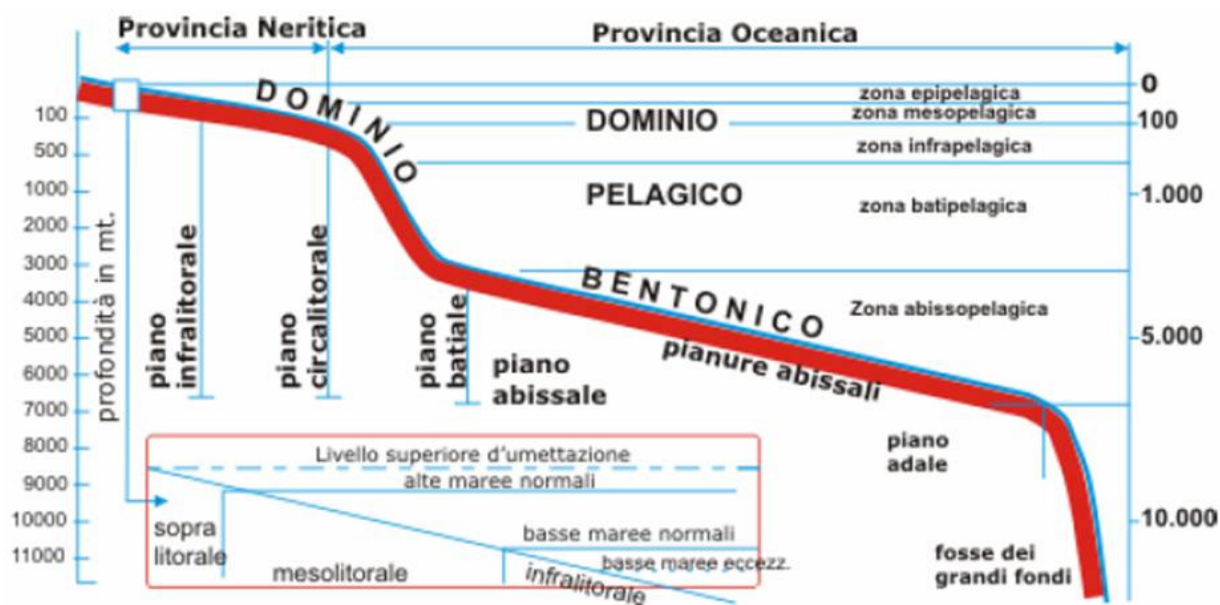 Provincia Neritica
Provincia Oceanica
0
zona epipelagica
zona mesopelagica
100
zona infrapelagica
1.000
zona batipelagica
Zona abissopelagica
5.000
10.000
DOMINIO
BENTONICO
DOMINIO
PELAGICO
100
500
1000
2000
3000
4000
5000
6000
7000
8000
9000
10000
11000
profondità in mt.
piano
infralitorale
piano
circalitorale
piano
batiale
piano
abissale
pianure abissali
piano
adale
fosse dei
grandi fondi
Livello superiore d'umettazione
alte maree normali
basse maree normali
basse maree eccezz.
sopra
litorale
mesolitorale
infralitorale